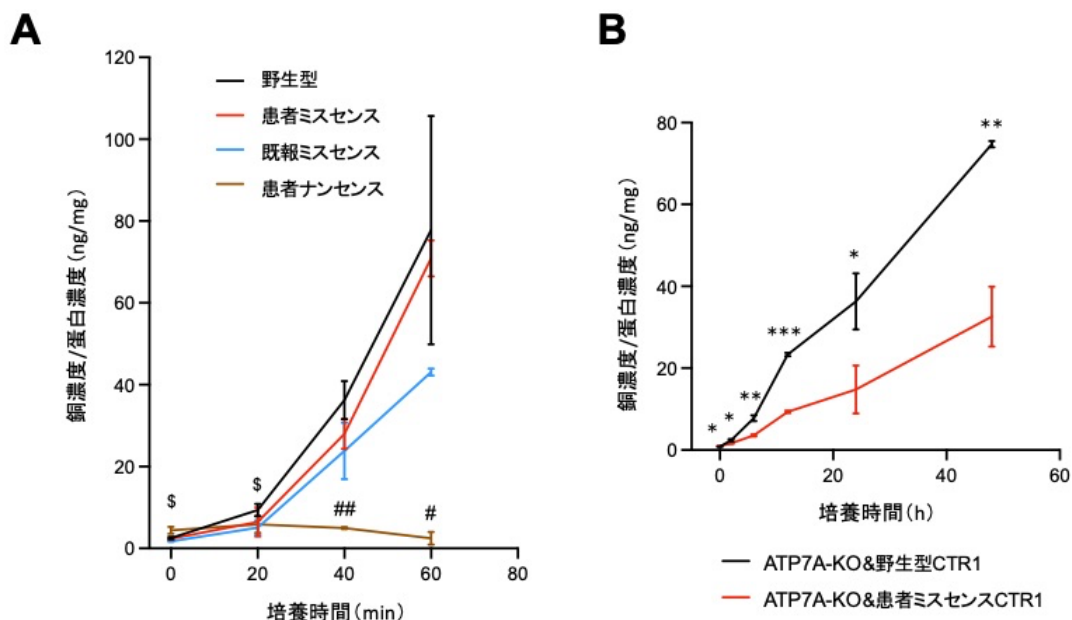 A
B
120
100
80
60
40
20
0
銅濃度/蛋白濃度(ng/mg)
野生型
患者ミスセンス
既報ミスセンス
患者ナンセンス
$
$
##
#
0
20
40
60
80
培養時間(min)
80
60
40
20
0
銅濃度/蛋白濃度(ng/mg)
*
*
**
***
*
**
0
20
40
60
培養時間(h)
ATP7A-KO&野生型CTR1
ATP7A-KO&患者ミスセンスCTR1